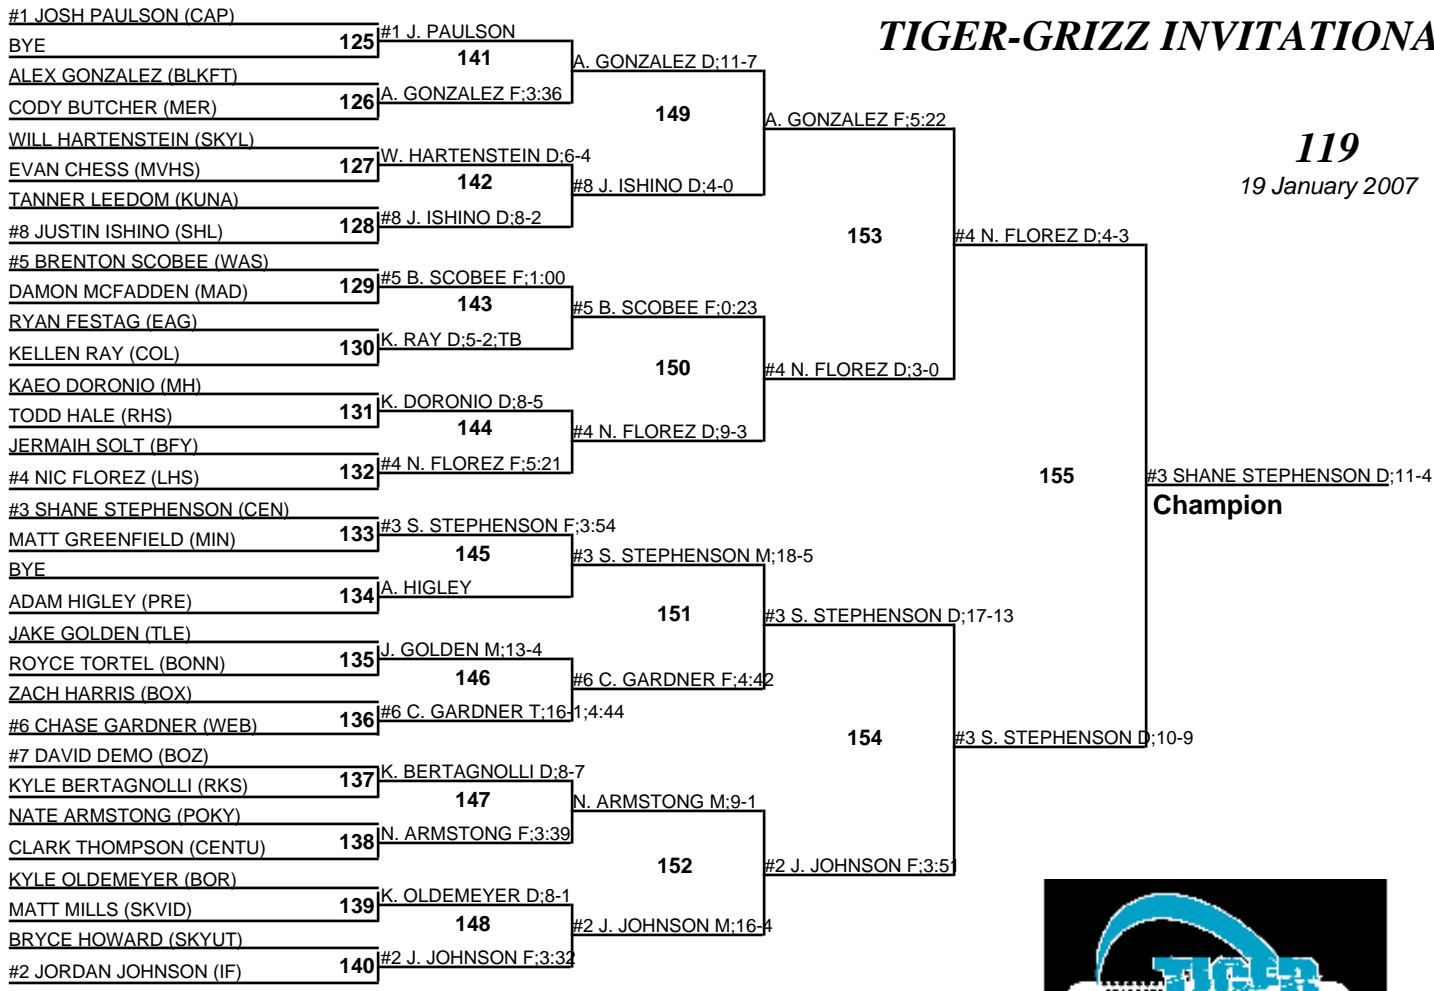 TIGER-GRIZZ INVITATIONA
119
19 January 2007
#1 JOSH PAULSON (CAP)
BYE
ALEX GONZALEZ (BLKFT)
CODY BUTCHER (MER)
WILL HARTENSTEIN (SKYL)
EVAN CHESS (MVHS)
TANNER LEEDOM (KUNA)
#8 JUSTIN ISHINO (SHL)
#5 BRENTON SCOBEE (WAS)
DAMON MCFADDEN (MAD)
RYAN FESTAG (EAG)
KELLEN RAY (COL)
KAEO DORONIO (MH)
TODD HALE (RHS)
JERMAIH SOLT (BFY)
#4 NIC FLOREZ (LHS)
#3 SHANE STEPHENSON (CEN)
MATT GREENFIELD (MIN)
BYE
ADAM HIGLEY (PRE)
JAKE GOLDEN (TLE)
ROYCE TORTEL (BONN)
ZACH HARRIS (BOX)
#6 CHASE GARDNER (WEB)
#7 DAVID DEMO (BOZ)
KYLE BERTAGNOLLI (RKS)
NATE ARMSTONG (POKY)
CLARK THOMPSON (CENTU)
KYLE OLDEMEYER (BOR)
MATT MILLS (SKVID)
BRYCE HOWARD (SKYUT)
#2 JORDAN JOHNSON (IF)
125
126
127
128
129
130
131
132
133
134
135
136
137
138
139
140
#1 J. PAULSON
A. GONZALEZ F;3:36
W. HARTENSTEIN D;6-4
#8 J. ISHINO D;8-2
#5 B. SCOBEE F;1:00
K. RAY D;5-2;TB
K. DORONIO D;8-5
#4 N. FLOREZ F;5:21
#3 S. STEPHENSON F;3:54
A. HIGLEY
J. GOLDEN M;13-4
#6 C. GARDNER T;16-1;4:44
K. BERTAGNOLLI D;8-7
N. ARMSTONG F;3:39
K. OLDEMEYER D;8-1
#2 J. JOHNSON F;3:32
141
142
143
144
145
146
147
148
A. GONZALEZ D;11-7
#8 J. ISHINO D;4-0
#5 B. SCOBEE F;0:23
#4 N. FLOREZ D;9-3
#3 S. STEPHENSON M;18-5
#6 C. GARDNER F;4:42
N. ARMSTONG M;9-1
#2 J. JOHNSON M;16-4
149
150
151
152
A. GONZALEZ F;5:22
#4 N. FLOREZ D;3-0
#3 S. STEPHENSON D;17-13
#2 J. JOHNSON F;3:51
153
154
#4 N. FLOREZ D;4-3
#3 S. STEPHENSON D;10-9
155
#3 SHANE STEPHENSON D;11-4
Champion
TIGER